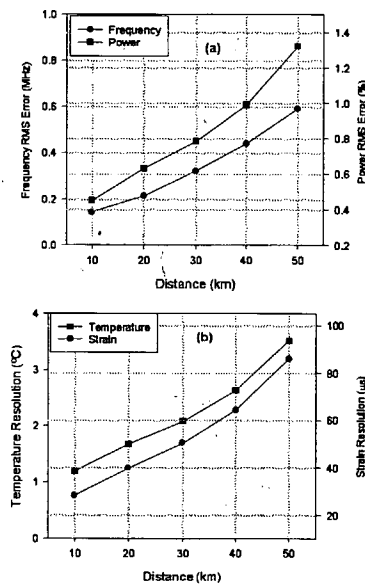 Frequency
Power
(a)
Frequency RMS Error (MHz)
1.0
0.8
0.6
0.4
0.2
0.0
Power RMS Error (%)
1.4
1.2
1.0
0.8
0.6
0.4
0.2
10 20 30 40 50
Distance (km)
Temperature
Strain
(b)
Temperature Resolution (ºC)
4
3
2
1
0
Strain Resolution (µε)
100
80
60
40
20
10 20 30 40 50
Distance (km)